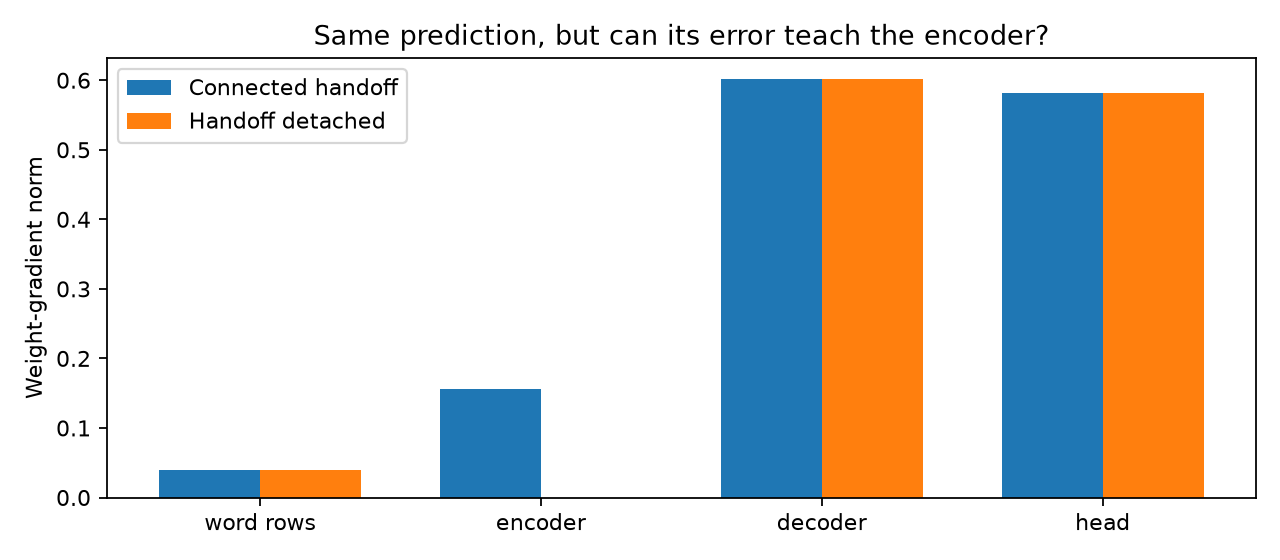 Same prediction, but can its error teach the encoder?
Connected handoff
Handoff detached
Weight-gradient norm
0.6
0.5
0.4
0.3
0.2
0.1
0.0
word rows
encoder
decoder
head